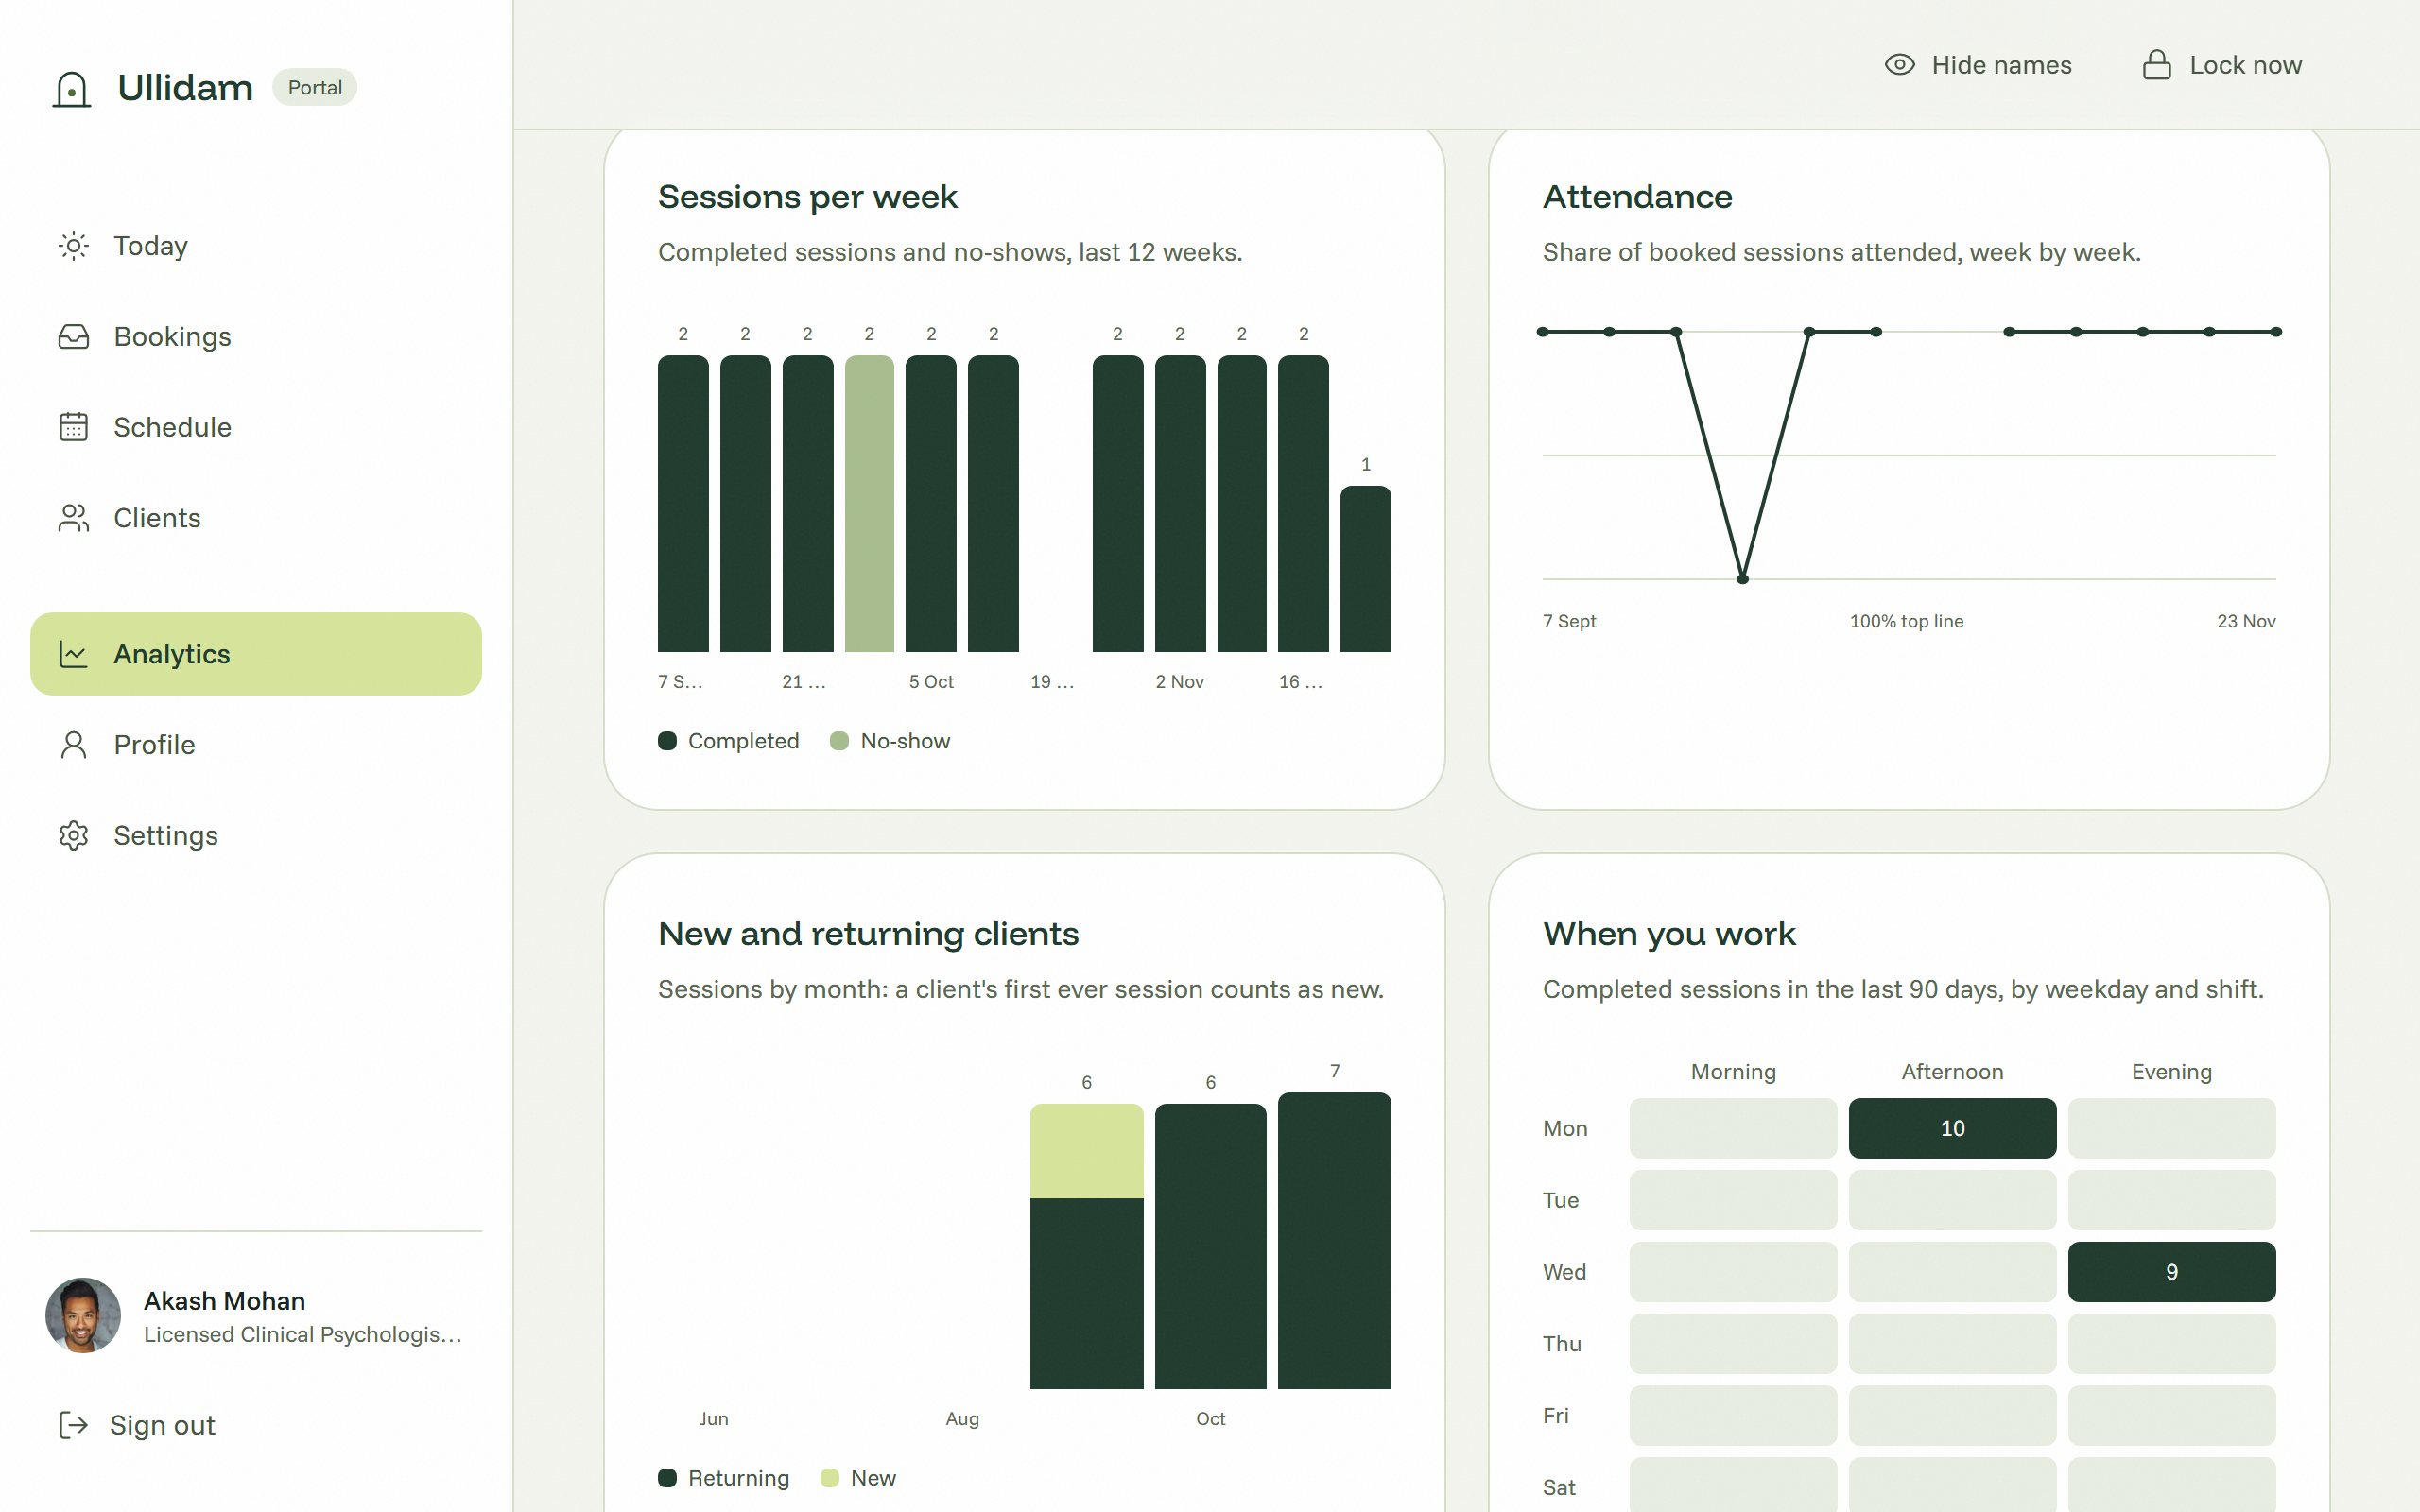 Ullidam Portal
Today
Bookings
Schedule
Clients
Analytics
Profile
Settings
Akash Mohan
Licensed Clinical Psychologis...
Sign out
Hide names
Lock now
Sessions per week
Completed sessions and no-shows, last 12 weeks.
2 2 2 2 2 2 2 2 2 2 1
7 S... 21 ... 5 Oct 19 ... 2 Nov 16 ...
Completed No-show
Attendance
Share of booked sessions attended, week by week.
7 Sept 100% top line 23 Nov
New and returning clients
Sessions by month: a client's first ever session counts as new.
6 6 7
Jun Aug Oct
Returning New
When you work
Completed sessions in the last 90 days, by weekday and shift.
Morning Afternoon Evening
Mon 10
Tue
Wed 9
Thu
Fri
Sat